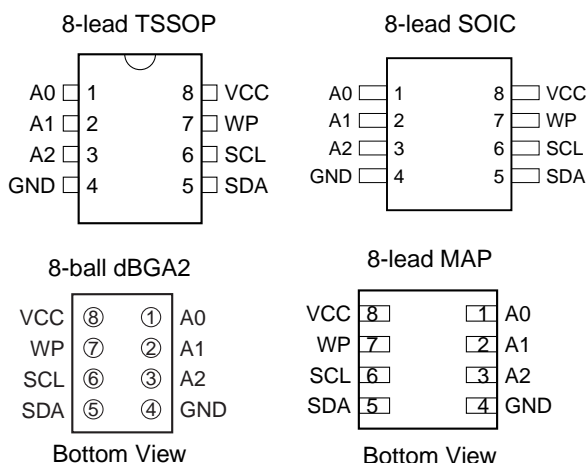 8-lead TSSOP
A0 1 8 VCC
A1 2 7 WP
A2 3 6 SCL
GND 4 5 SDA
8-lead SOIC
A0 1 8 VCC
A1 2 7 WP
A2 3 6 SCL
GND 4 5 SDA
8-ball dBGA2
VCC 8 1 A0
WP 7 2 A1
SCL 6 3 A2
SDA 5 4 GND
Bottom View
8-lead MAP
VCC 8 1 A0
WP 7 2 A1
SCL 6 3 A2
SDA 5 4 GND
Bottom View